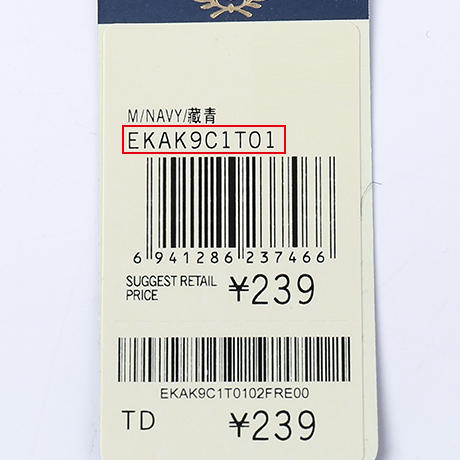 M/NAVY/藏青
EKAK9C1T01
6 941286 237466
SUGGEST RETAIL
PRICE
¥239
EKAK9C1T0102FRE00
TD
¥239